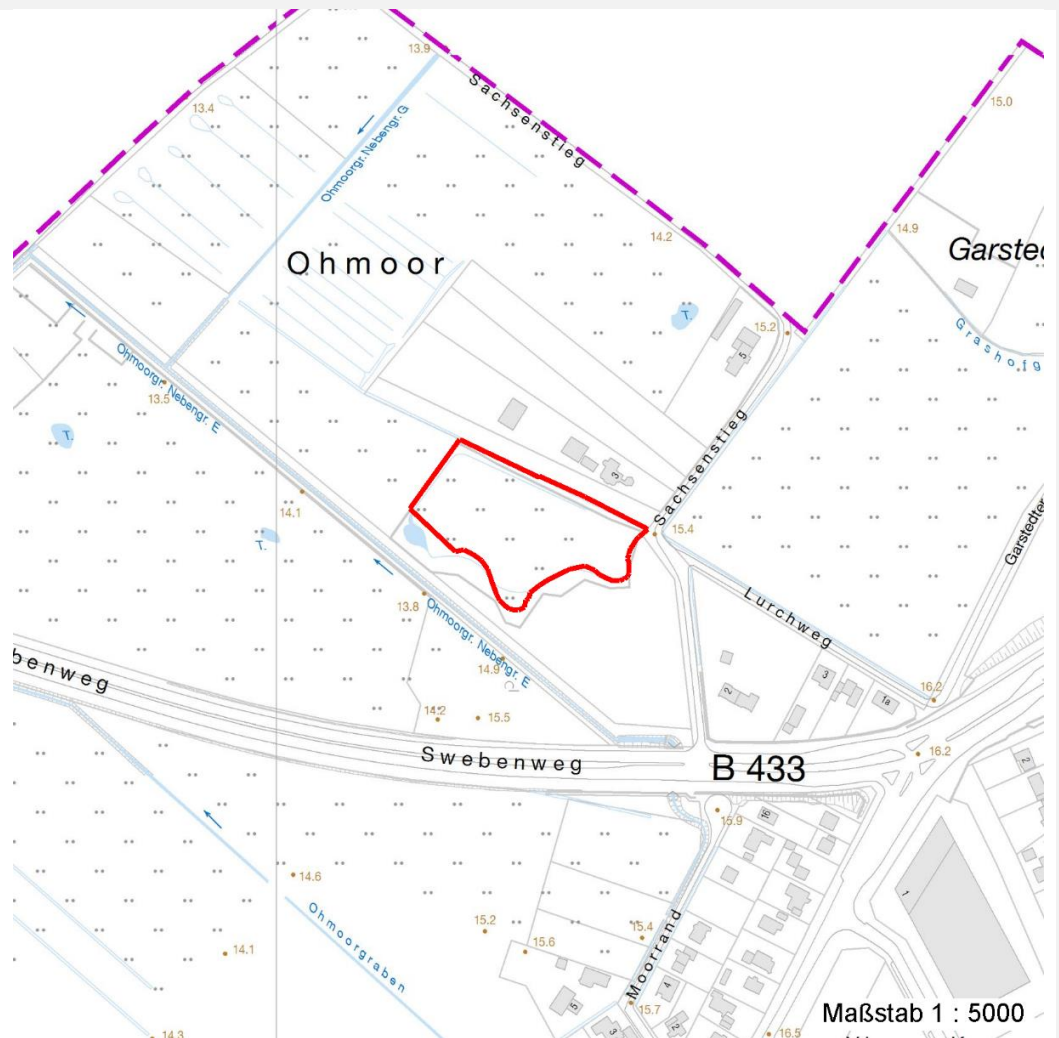 13.9
Sachsenstieg
15.0
13.4
Ohmoorgr. Nebengr. G
14.2
14.9
Garsted
Ohmoor
T.
15.2
5
Grashofg
Ohmoorgr. Nebengr. E
13.5
T.
Sachsenstieg
3
14.1
15.4
T.
Garstedter
13.8
Lurchweg
Ohmoorgr. Nebengr. E
14.9
2
3
1a
16.2
benweg
14.2
15.5
Swebenweg
B 433
16.2
2
15.9
16
14.6
1
Ohmoorgraben
15.2
15.4
15.6
14.1
Moorrand
4
5
15.7
3
2
Maßstab 1 : 5000
14.3
16.5